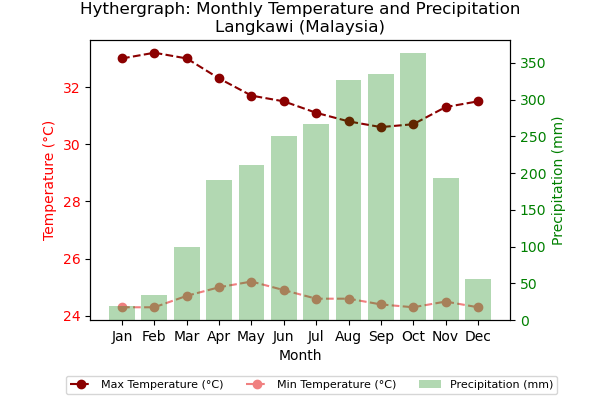 Hythergraph: Monthly Temperature and Precipitation
Langkawi (Malaysia)
Temperature (°C)
32
30
28
26
24
350
300
250
200
150
100
50
0
Precipitation (mm)
Jan Feb Mar Apr May Jun Jul Aug Sep Oct Nov Dec
Month
Max Temperature (°C) Min Temperature (°C) Precipitation (mm)